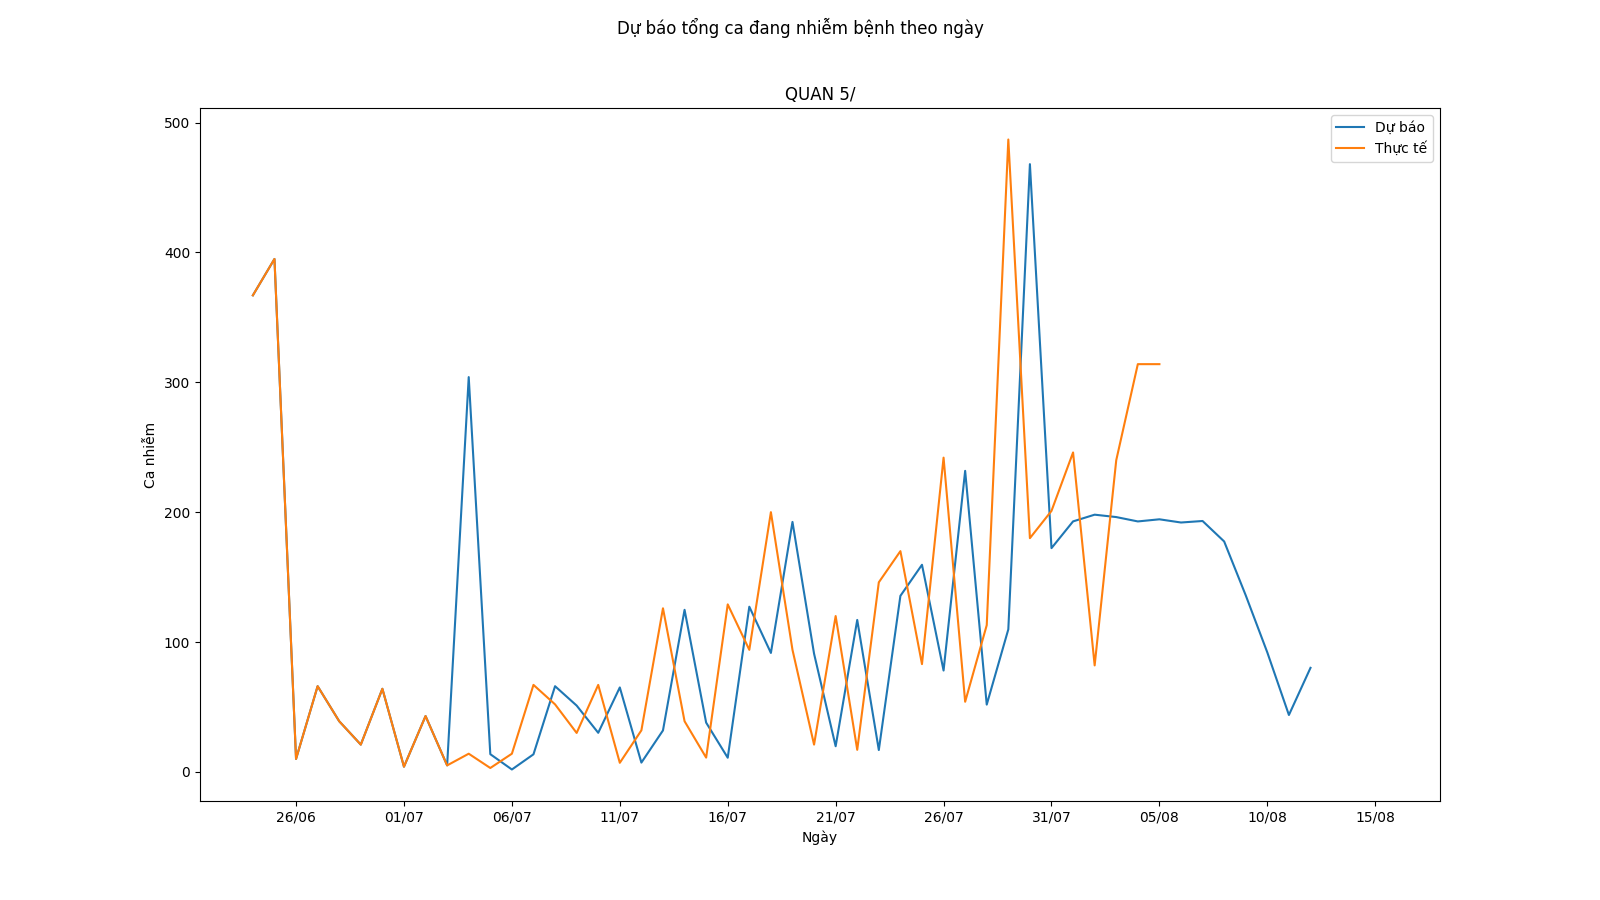 Dự báo tổng ca đang nhiễm bệnh theo ngày
QUAN 5/
500
400
300
200
100
0
Ca nhiễm
Dự báo
Thực tế
26/06 01/07 06/07 11/07 16/07 21/07 26/07 31/07 05/08 10/08 15/08
Ngày